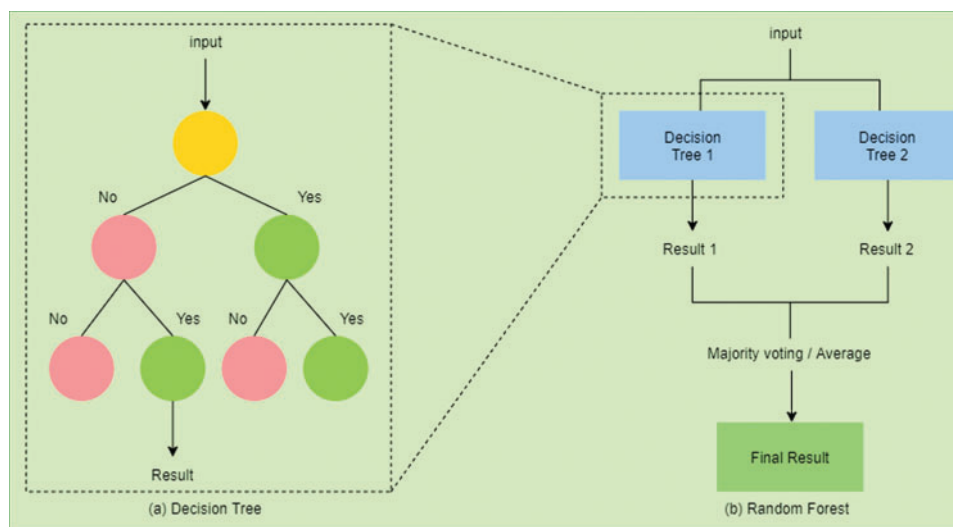 input
No
Yes
No
Yes
No
Yes
Result
(a) Decision Tree
input
Decision
Tree 1
Decision
Tree 2
Result 1
Result 2
Majority voting / Average
Final Result
(b) Random Forest